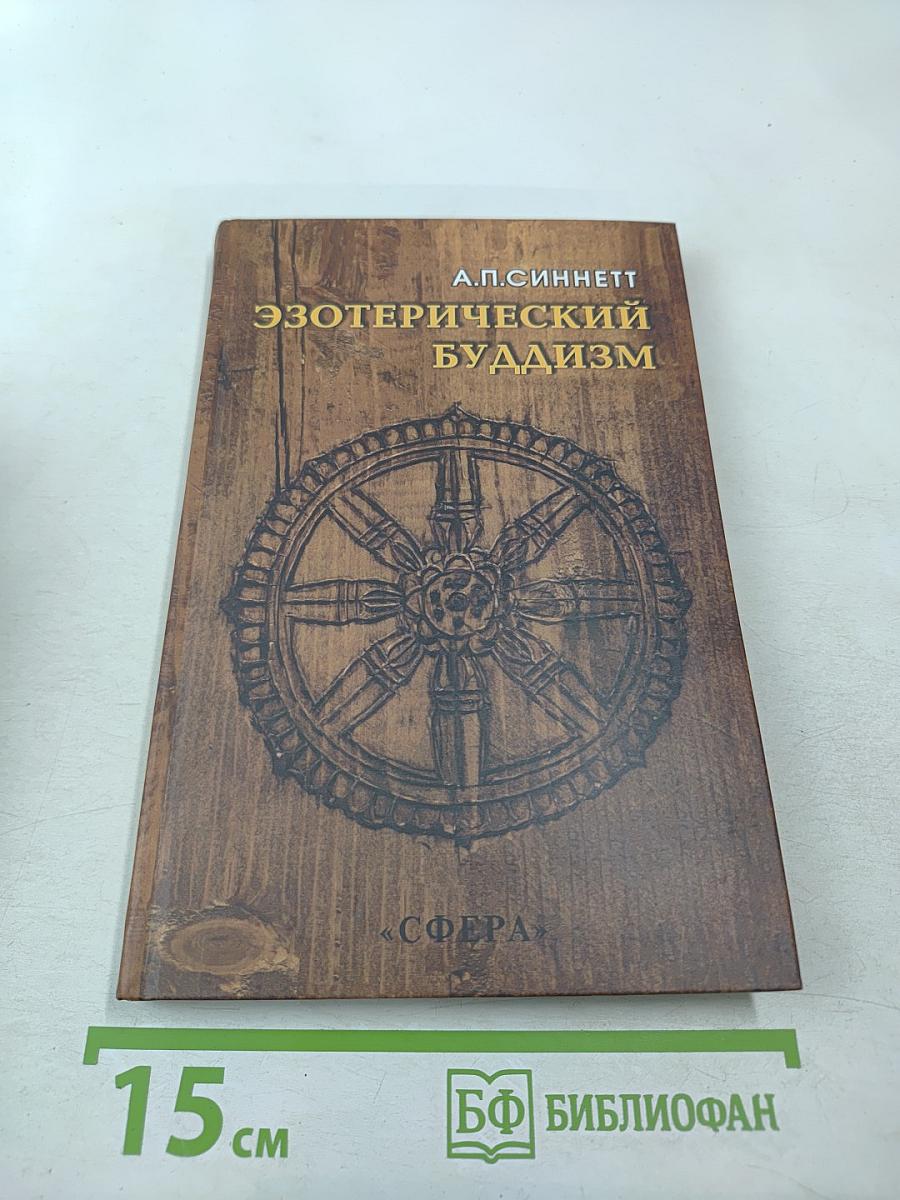 А.П.СИННЕТТ
ЭЗОТЕРИЧЕСКИЙ
БУДДИЗМ
«СФЕРА»
15 см
БФ БИБЛИОФАН